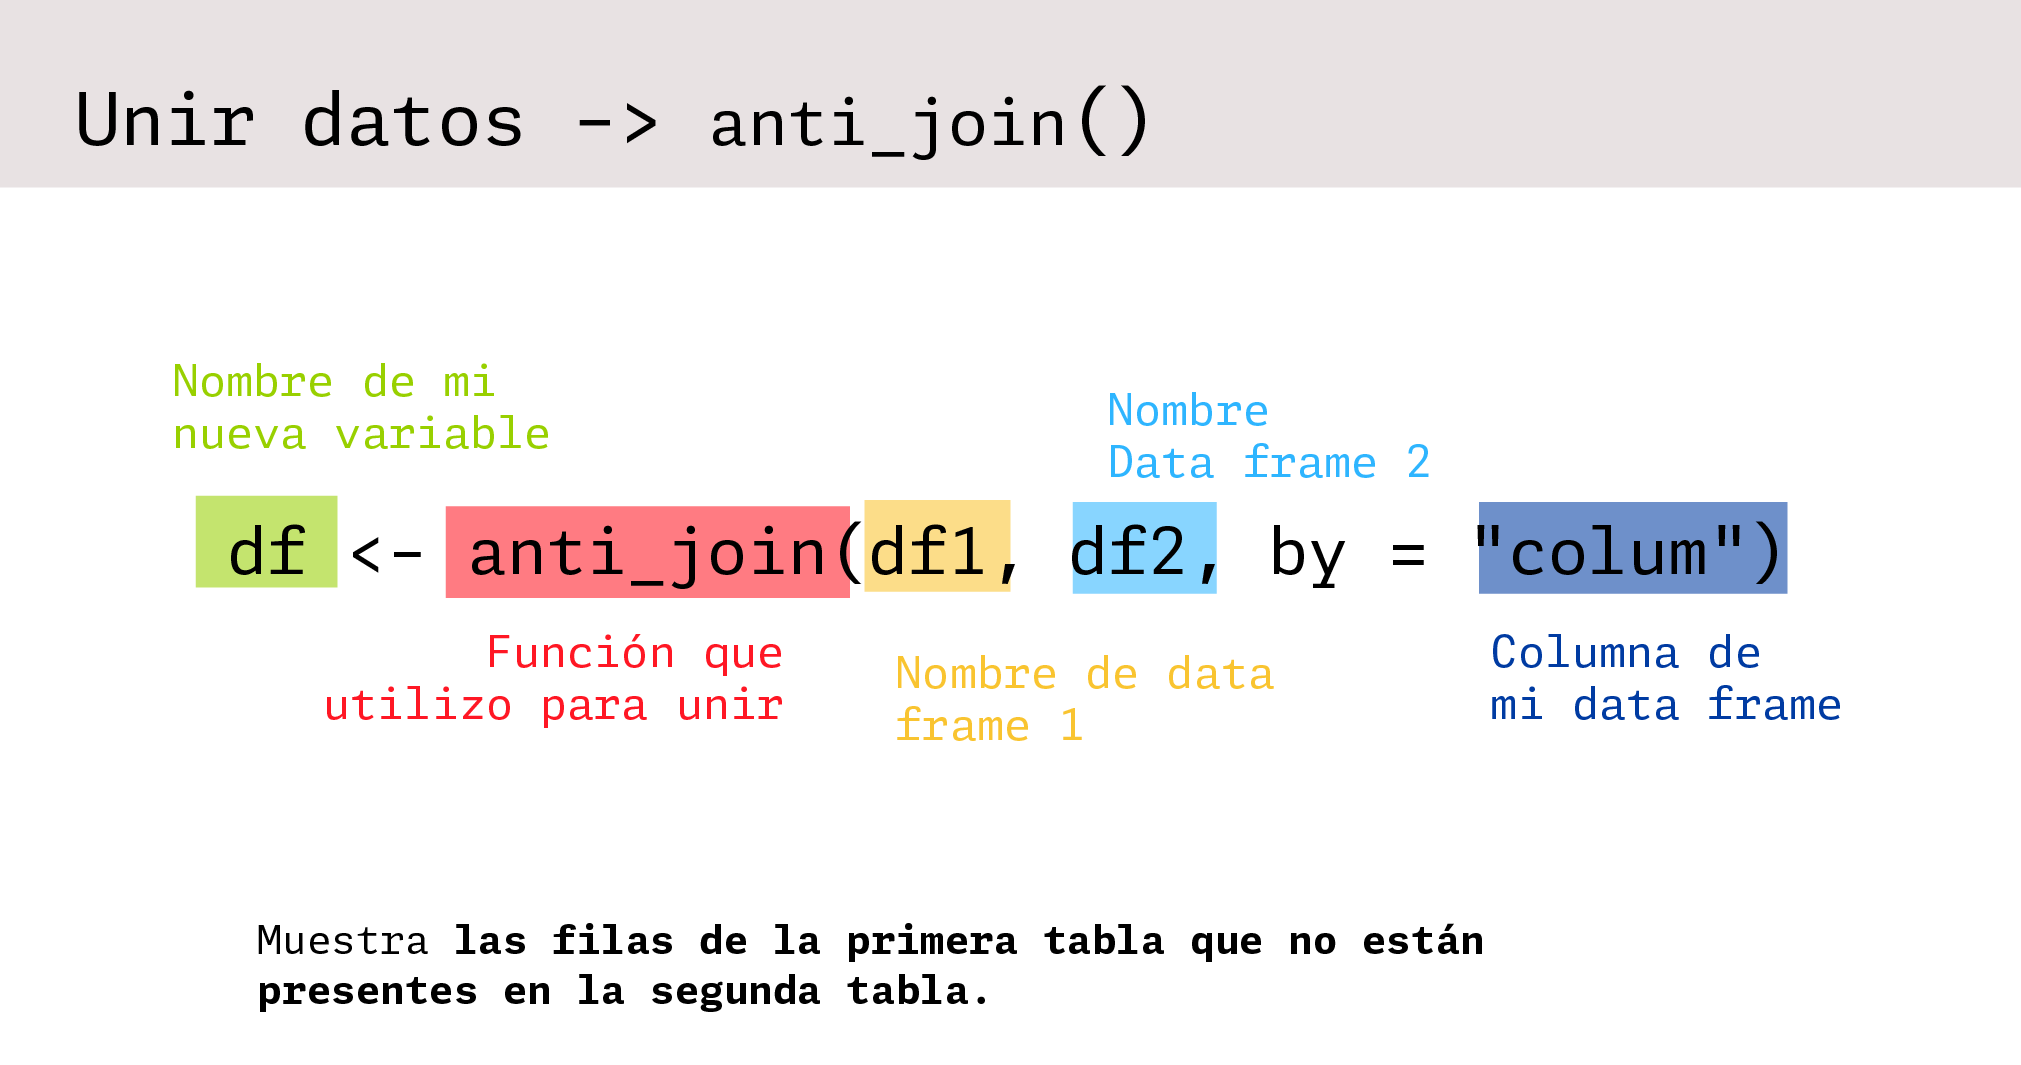 Unir datos -> anti_join()
Nombre de mi
nueva variable
Nombre
Data frame 2
df <- anti_join(df1, df2, by = "colum")
Función que
utilizo para unir
Nombre de data
frame 1
Columna de
mi data frame
Muestra las filas de la primera tabla que no están
presentes en la segunda tabla.